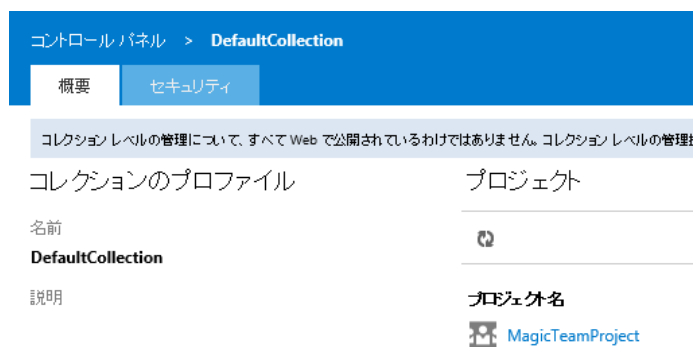 コントロール パネル > DefaultCollection
概要 セキュリティ
コレクション レベルの管理について、すべて Web で公開されているわけではありません。コレクション レベルの管理
コレクションのプロファイル
プロジェクト
名前
DefaultCollection
説明
プロジェクト名
MagicTeamProject